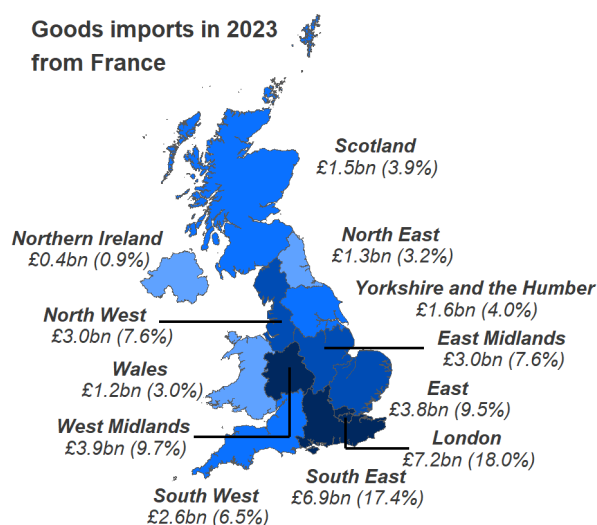 Goods imports in 2023
from France
Scotland
£1.5bn (3.9%)
Northern Ireland
£0.4bn (0.9%)
North East
£1.3bn (3.2%)
Yorkshire and the Humber
£1.6bn (4.0%)
North West
£3.0bn (7.6%)
East Midlands
£3.0bn (7.6%)
Wales
£1.2bn (3.0%)
East
£3.8bn (9.5%)
West Midlands
£3.9bn (9.7%)
London
£7.2bn (18.0%)
South East
£6.9bn (17.4%)
South West
£2.6bn (6.5%)